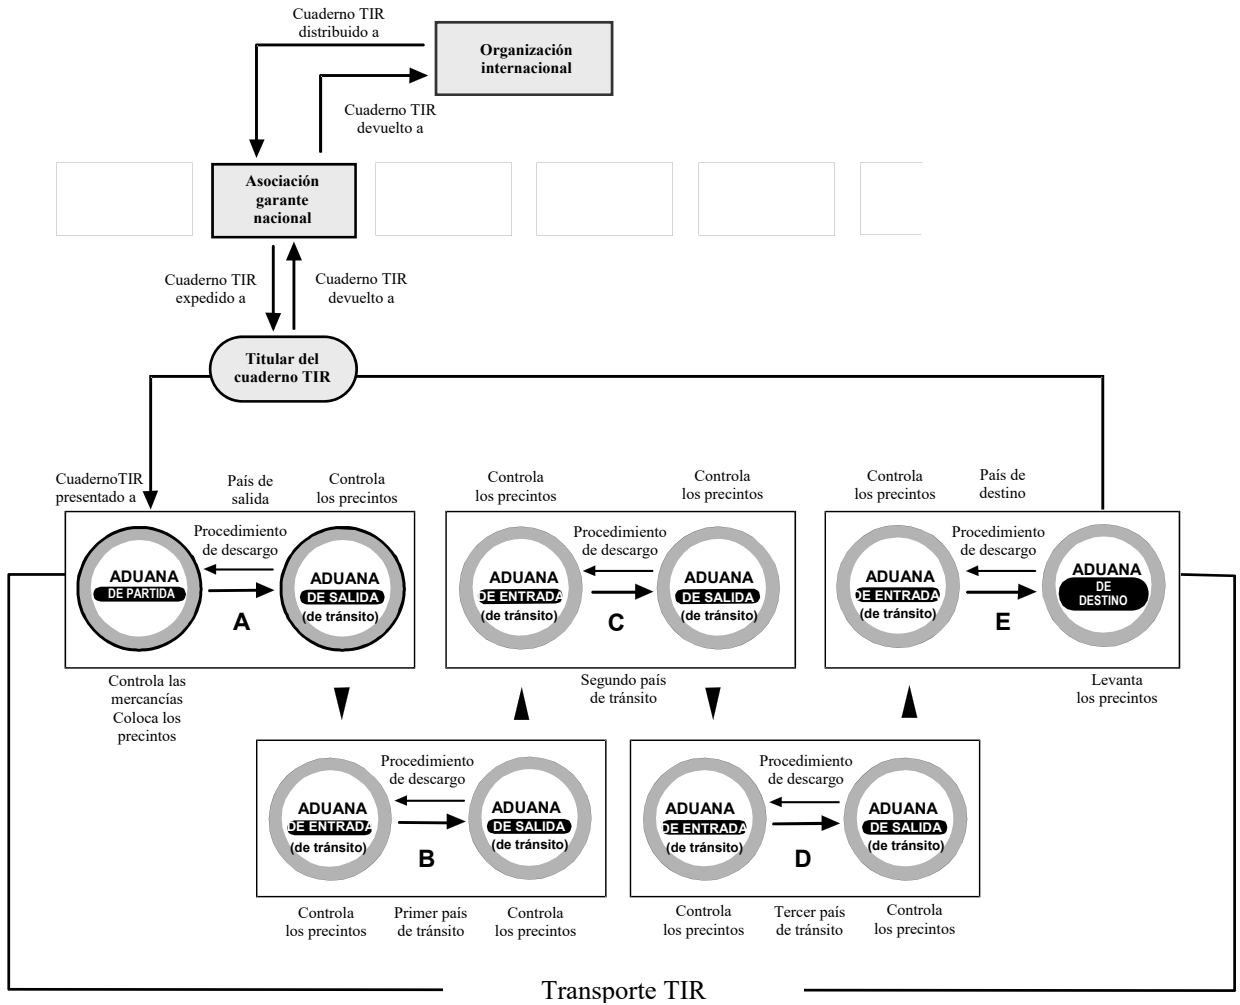 Cuaderno TIR
distribuido a
Organización
internacional
Cuaderno TIR
devuelto a
Asociación
garante
nacional
Cuaderno TIR
expedido a
Cuaderno TIR
devuelto a
Titular del
cuaderno TIR
CuadernoTIR
presentado a
País de
salida
Controla
los precintos
Controla
los precintos
Controla
los precintos
Controla
los precintos
País de
destino
ADUANA
DE PARTIDA
Procedimiento
de descargo
A
ADUANA
DE SALIDA
(de tránsito)
ADUANA
DE ENTRADA
(de tránsito)
Procedimiento
de descargo
C
ADUANA
DE SALIDA
(de tránsito)
ADUANA
DE ENTRADA
(de tránsito)
Procedimiento
de descargo
E
ADUANA
DE
DESTINO
Controla las
mercancías
Coloca los
precintos
Segundo país
de tránsito
Levanta
los precintos
ADUANA
DE ENTRADA
(de tránsito)
Procedimiento
de descargo
B
ADUANA
DE SALIDA
(de tránsito)
ADUANA
DE ENTRADA
(de tránsito)
Procedimiento
de descargo
D
ADUANA
DE SALIDA
(de tránsito)
Controla
los precintos
Primer país
de tránsito
Controla
los precintos
Controla
los precintos
Tercer país
de tránsito
Controla
los precintos
Transporte TIR